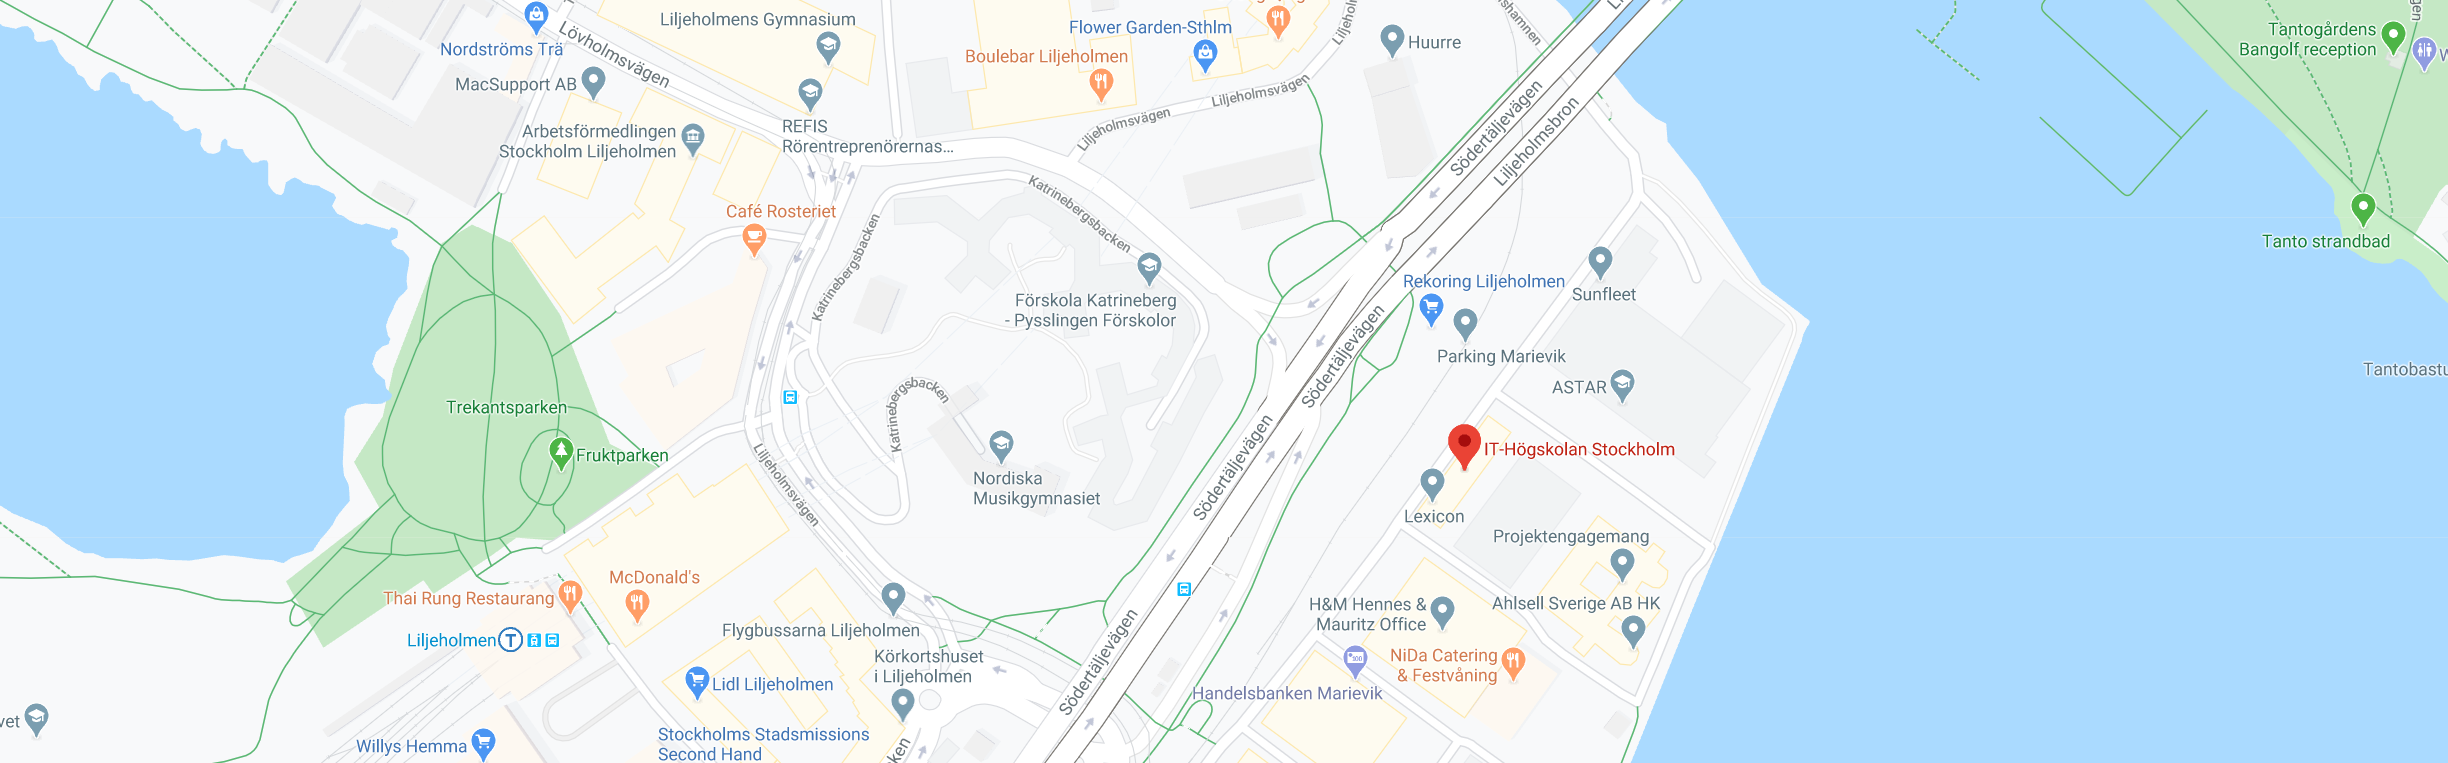 Liljeholmens Gymnasium
Nordströms Trä
Lövholmsvägen
MacSupport AB
Flower Garden-Sthlm
Boulebar Liljeholmen
Huurre
Tantogårdens
Bangolf reception
Arbetsförmedlingen
Stockholm Liljeholmen
REFIS
Rörentreprenörernas...
Liljeholmsvägen
Liljeholmsvägen
Södertäljevägen
Liljeholmsbron
Café Rosteriet
Katrinebergsbacken
Katrinebergsbacken
Tanto strandbad
Förskola Katrineberg
- Pysslingen Förskolor
Rekoring Liljeholmen
Sunfleet
Parking Marievik
Södertäljevägen
ASTAR
Trekantsparken
Fruktparken
Katrinebergsbacken
Liljeholmsvägen
Nordiska
Musikgymnasiet
Södertäljevägen
IT-Högskolan Stockholm
Lexicon
Projektengagemang
McDonald's
Thai Rung Restaurang
Liljeholmen
T
Flygbussarna Liljeholmen
Körkortshuset
i Liljeholmen
Södertäljevägen
H&M Hennes &
Mauritz Office
Ahlsell Sverige AB HK
NiDa Catering
& Festvåning
Handelsbanken Marievik
Lidl Liljeholmen
Willys Hemma
Stockholms Stadsmissions
Second Hand